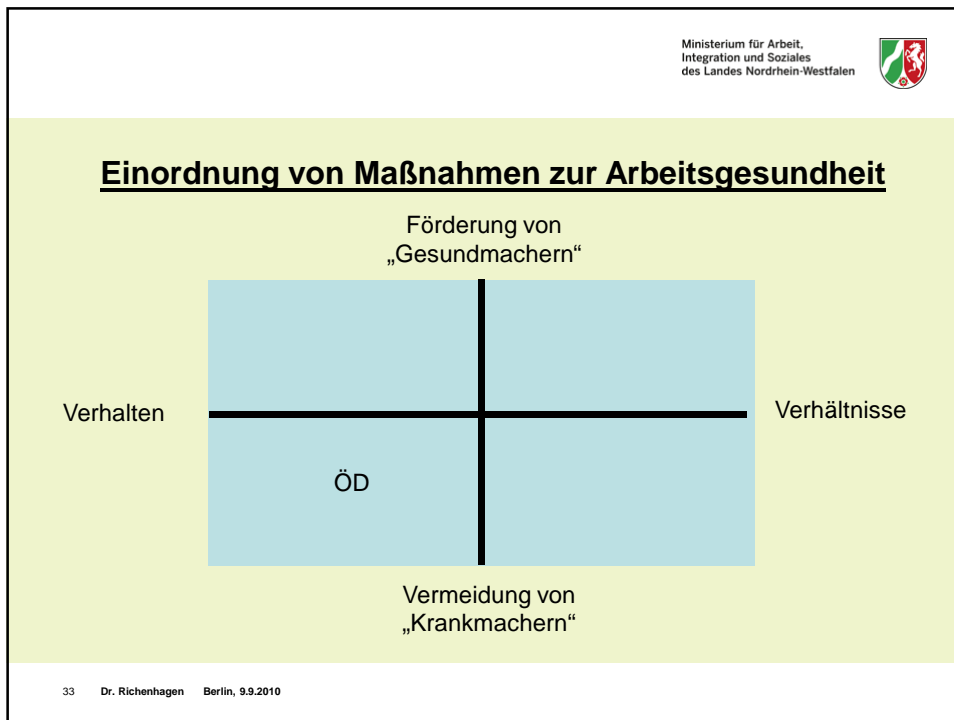 Ministerium für Arbeit,
Integration und Soziales
des Landes Nordrhein-Westfalen
Einordnung von Maßnahmen zur Arbeitsgesundheit
Förderung von
„Gesundmachern“
Verhalten
Verhältnisse
ÖD
Vermeidung von
„Krankmachern“
33 Dr. Richenhagen Berlin, 9.9.2010